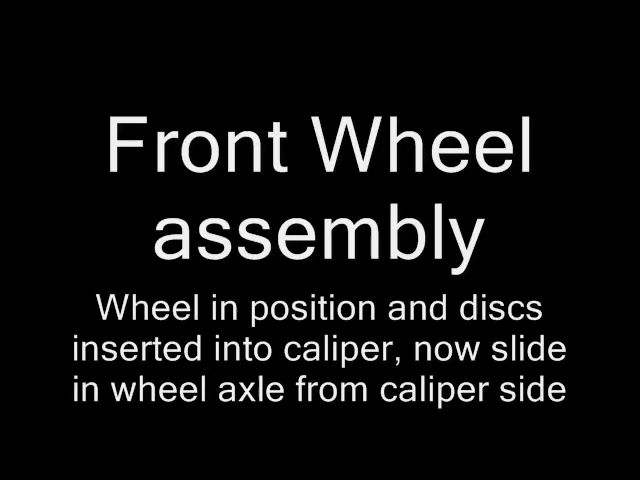 Front Wheel
assembly
Wheel in position and discs
inserted into caliper, now slide
in wheel axle from caliper side